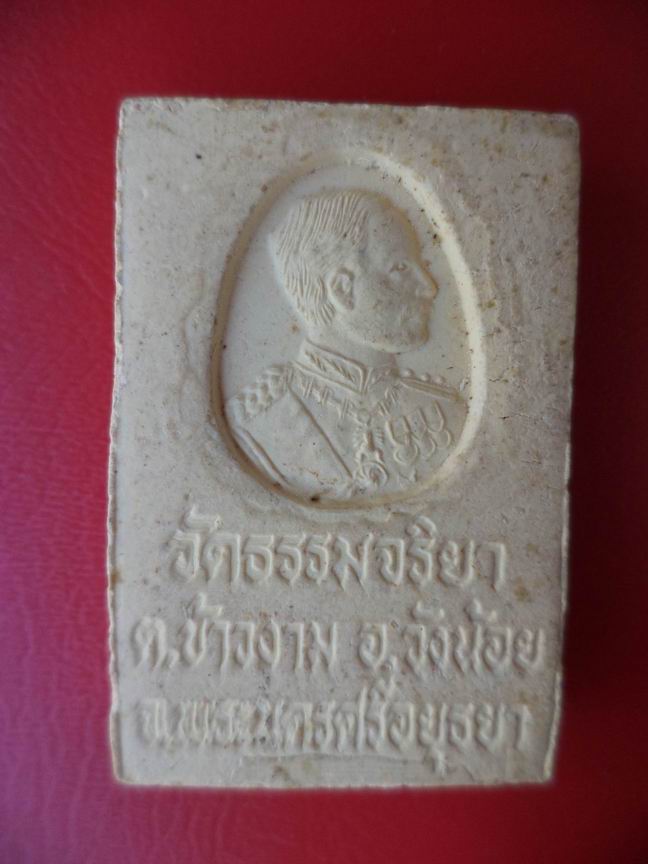 วัดธรรมจริยา
ต.ข้าวงาม อ.วังน้อย
จ.พระนครศรีอยุธยา